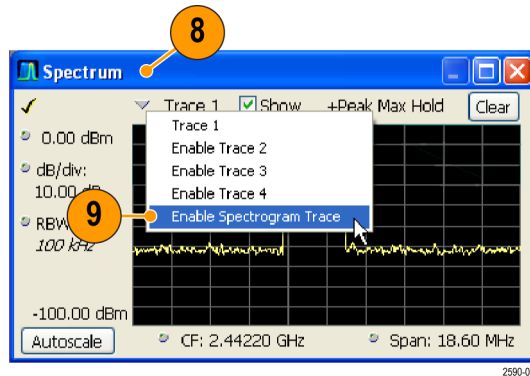 8
Spectrum
Trace 1 Show +Peak Max Hold Clear
Trace 1
Enable Trace 2
Enable Trace 3
Enable Trace 4
Enable Spectrogram Trace
0.00 dBm
dB/div:
10.00 dB
9
RBW
100 kHz
-100.00 dBm
Autoscale CF: 2.44220 GHz Span: 18.60 MHz